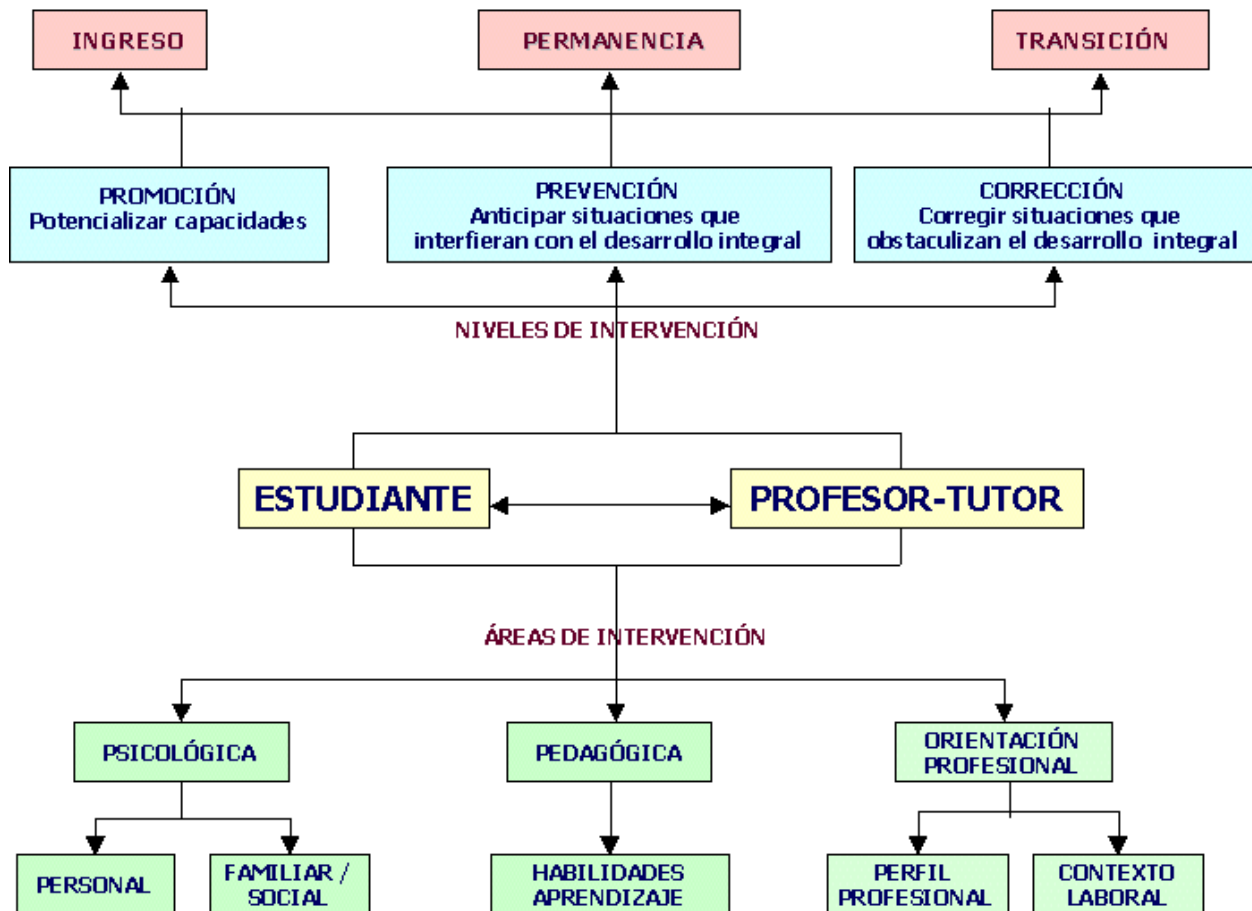 INGRESO
PERMANENCIA
TRANSICIÓN
PROMOCIÓN
Potencializar capacidades
PREVENCIÓN
Anticipar situaciones que
interfieran con el desarrollo integral
CORRECCIÓN
Corregir situaciones que
obstaculizan el desarrollo integral
NIVELES DE INTERVENCIÓN
ESTUDIANTE
PROFESOR-TUTOR
ÁREAS DE INTERVENCIÓN
PSICOLÓGICA
PEDAGÓGICA
ORIENTACIÓN
PROFESIONAL
PERSONAL
FAMILIAR /
SOCIAL
HABILIDADES
APRENDIZAJE
PERFIL
PROFESIONAL
CONTEXTO
LABORAL